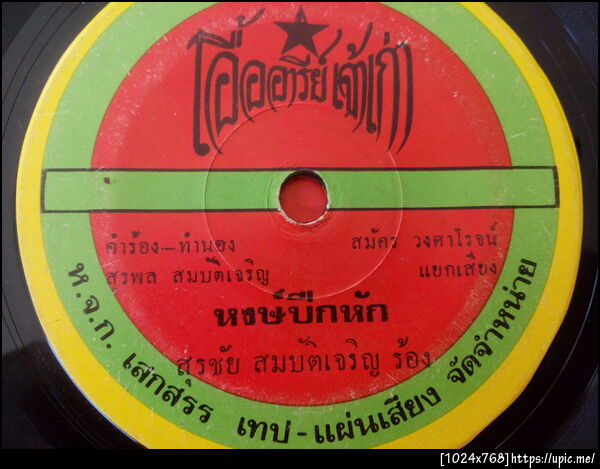 โอื้ออารีย์เจ้าเก่า
คำร้อง-ทำนอง
สุรพล สมบัติเจริญ
สมัคร วงศาโรจน์
แยกเสียง
หงษ์ปีกหัก
สุรชัย สมบัติเจริญ ร้อง
ห.จ.ก. เสกสรร เทป-แผ่นเสียง จัดจำหน่าย
[1024x768]https://upic.me/